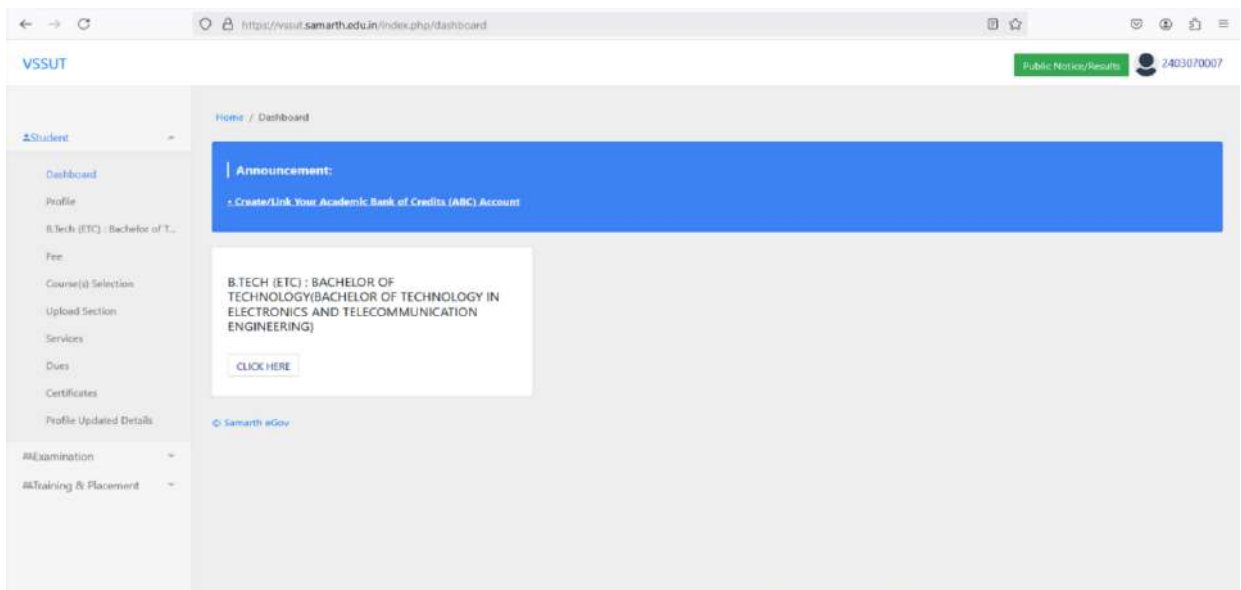 https://vssut.samarth.edu.in/index.php/dashboard
VSSUT
Public Notice/Results
2403070007
Student
Dashboard
Profile
B.Tech (ETC) : Bachelor of T...
Fee
Course(s) Selection
Upload Section
Services
Dues
Certificates
Profile Updated Details
Examination
Training & Placement
Home / Dashboard
Announcement:
• Create/Link Your Academic Bank of Credits (ABC) Account
B.TECH (ETC) : BACHELOR OF
TECHNOLOGY(BACHELOR OF TECHNOLOGY IN
ELECTRONICS AND TELECOMMUNICATION
ENGINEERING)
CLICK HERE
© Samarth eGov